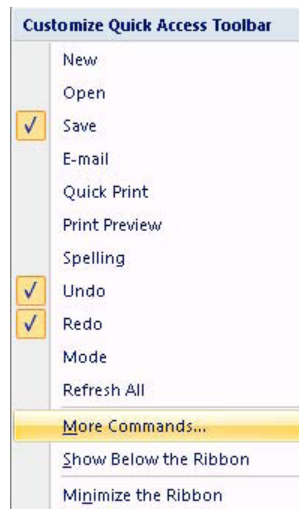 Customize Quick Access Toolbar
New
Open
Save
E-mail
Quick Print
Print Preview
Spelling
Undo
Redo
Mode
Refresh All
More Commands...
Show Below the Ribbon
Minimize the Ribbon